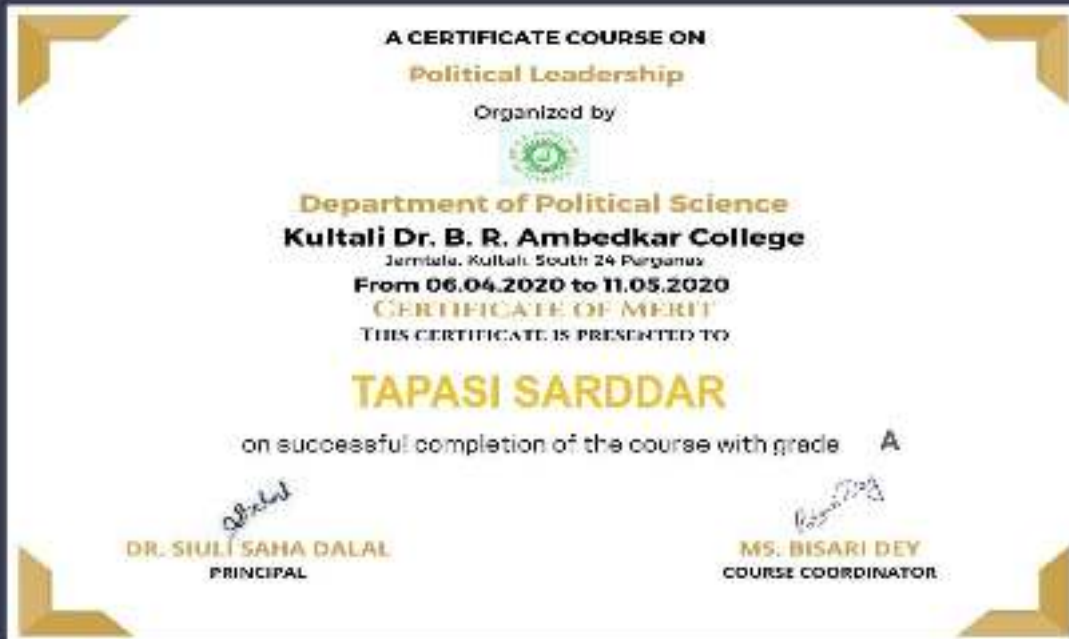 A CERTIFICATE COURSE ON
Political Leadership
Organized by
Department of Political Science
Kultali Dr. B. R. Ambedkar College
Jamtala, Kultali, South 24 Parganas
From 06.04.2020 to 11.05.2020
CERTIFICATE OF MERIT
THIS CERTIFICATE IS PRESENTED TO
TAPASI SARDDAR
on successful completion of the course with grade A
DR. SIULI SAHA DALAL
MS. BISARI DEY
PRINCIPAL
COURSE COORDINATOR